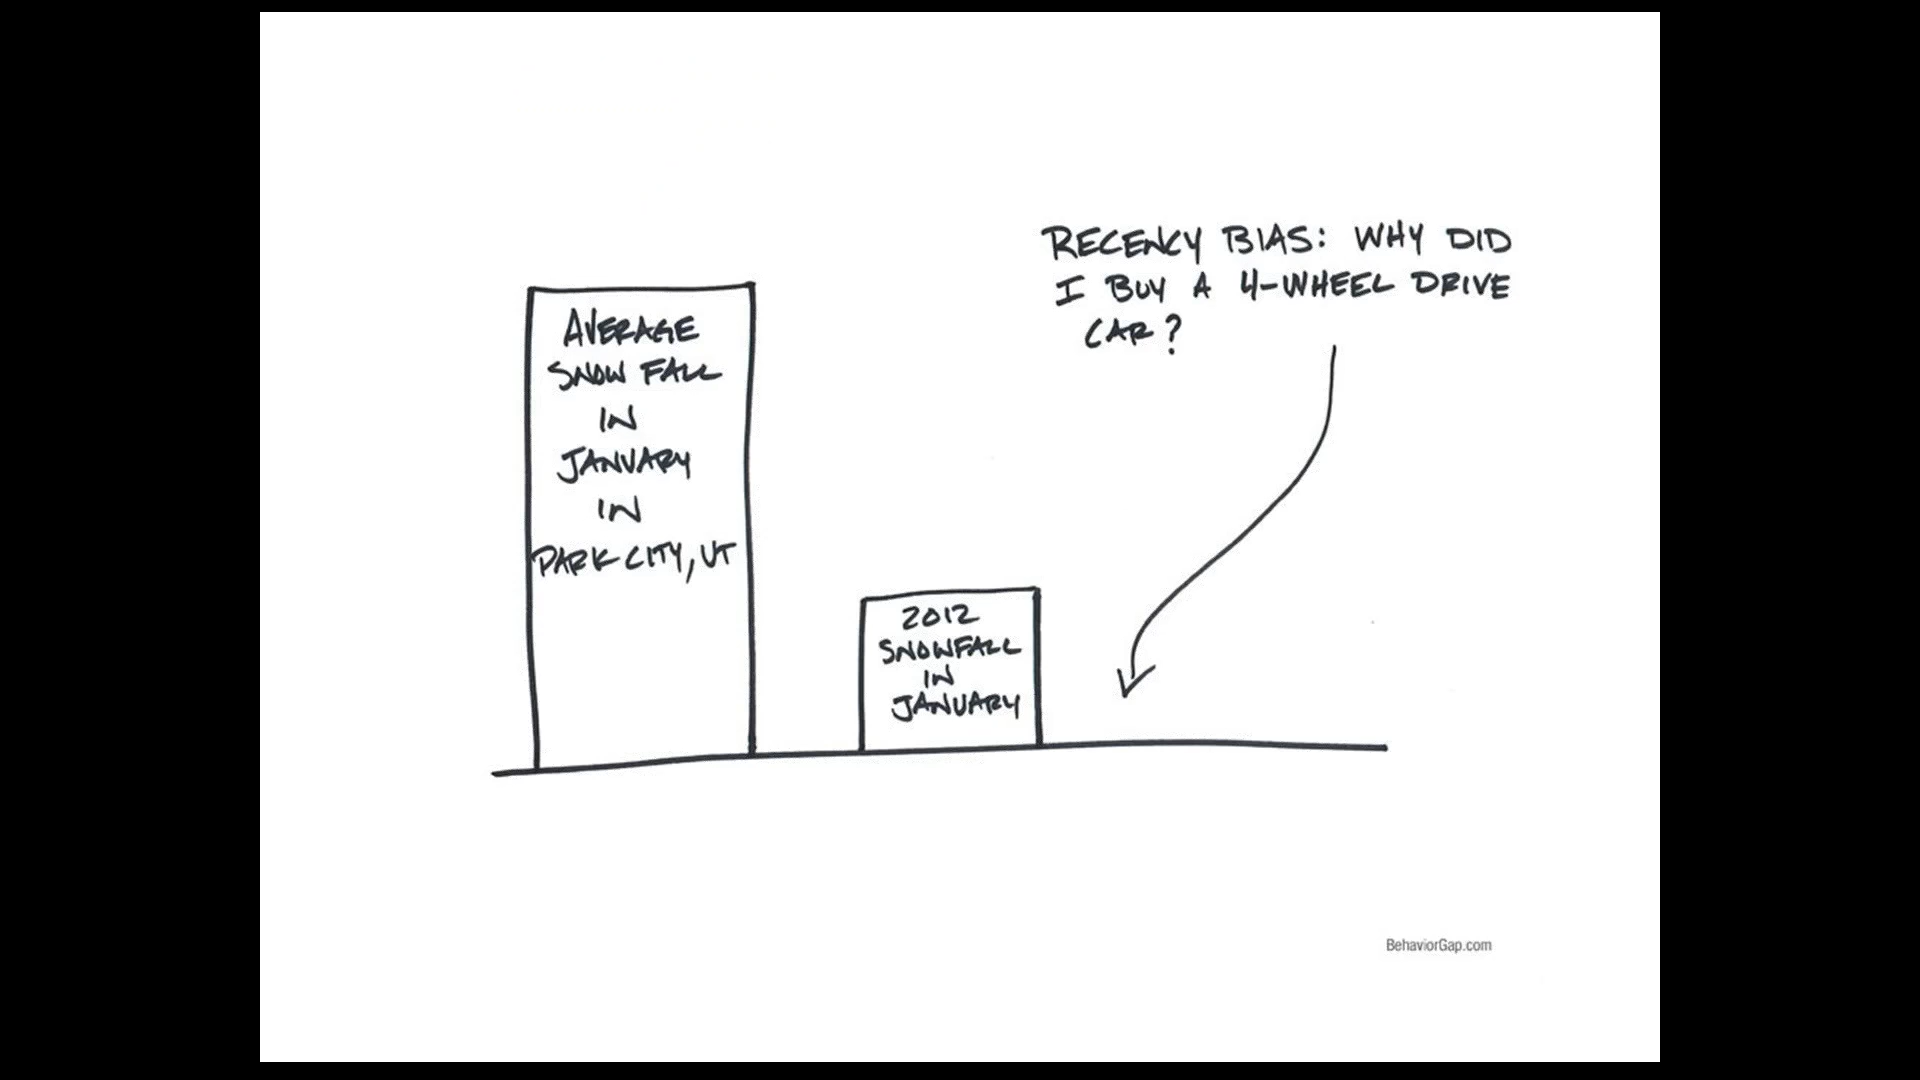 AVERAGE
SNOW FALL
IN
JANUARY
IN
PARK CITY, UT
2012
SNOWFALL
IN
JANUARY
RECENCY BIAS: WHY DID
I BUY A 4-WHEEL DRIVE
CAR?
BehaviorGap.com